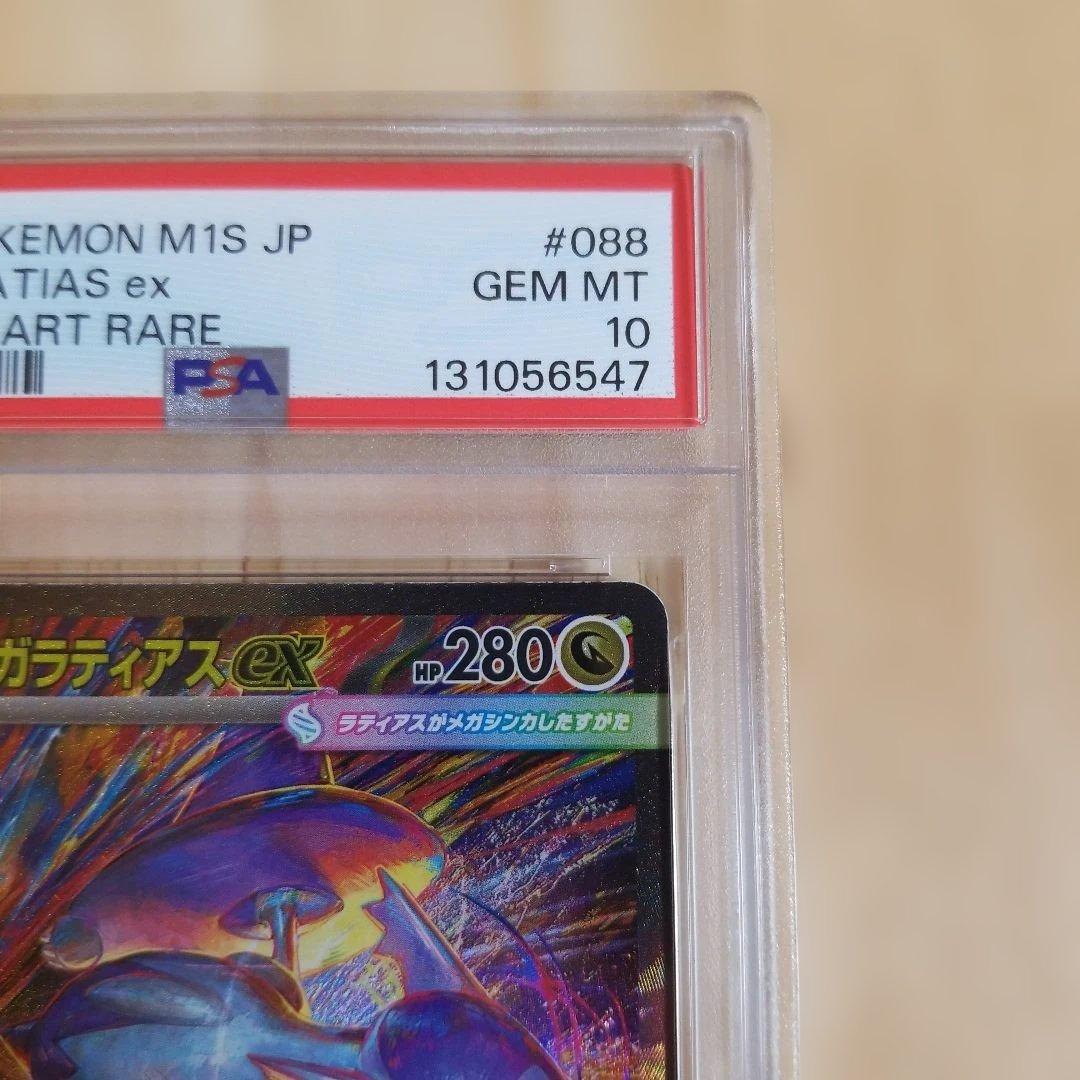 KEMON M1S JP #088
ATIAS ex GEM MT
ART RARE 10
PSA 131056547
ガラティアスex HP280
ラティアスがメガシンカしたすがた